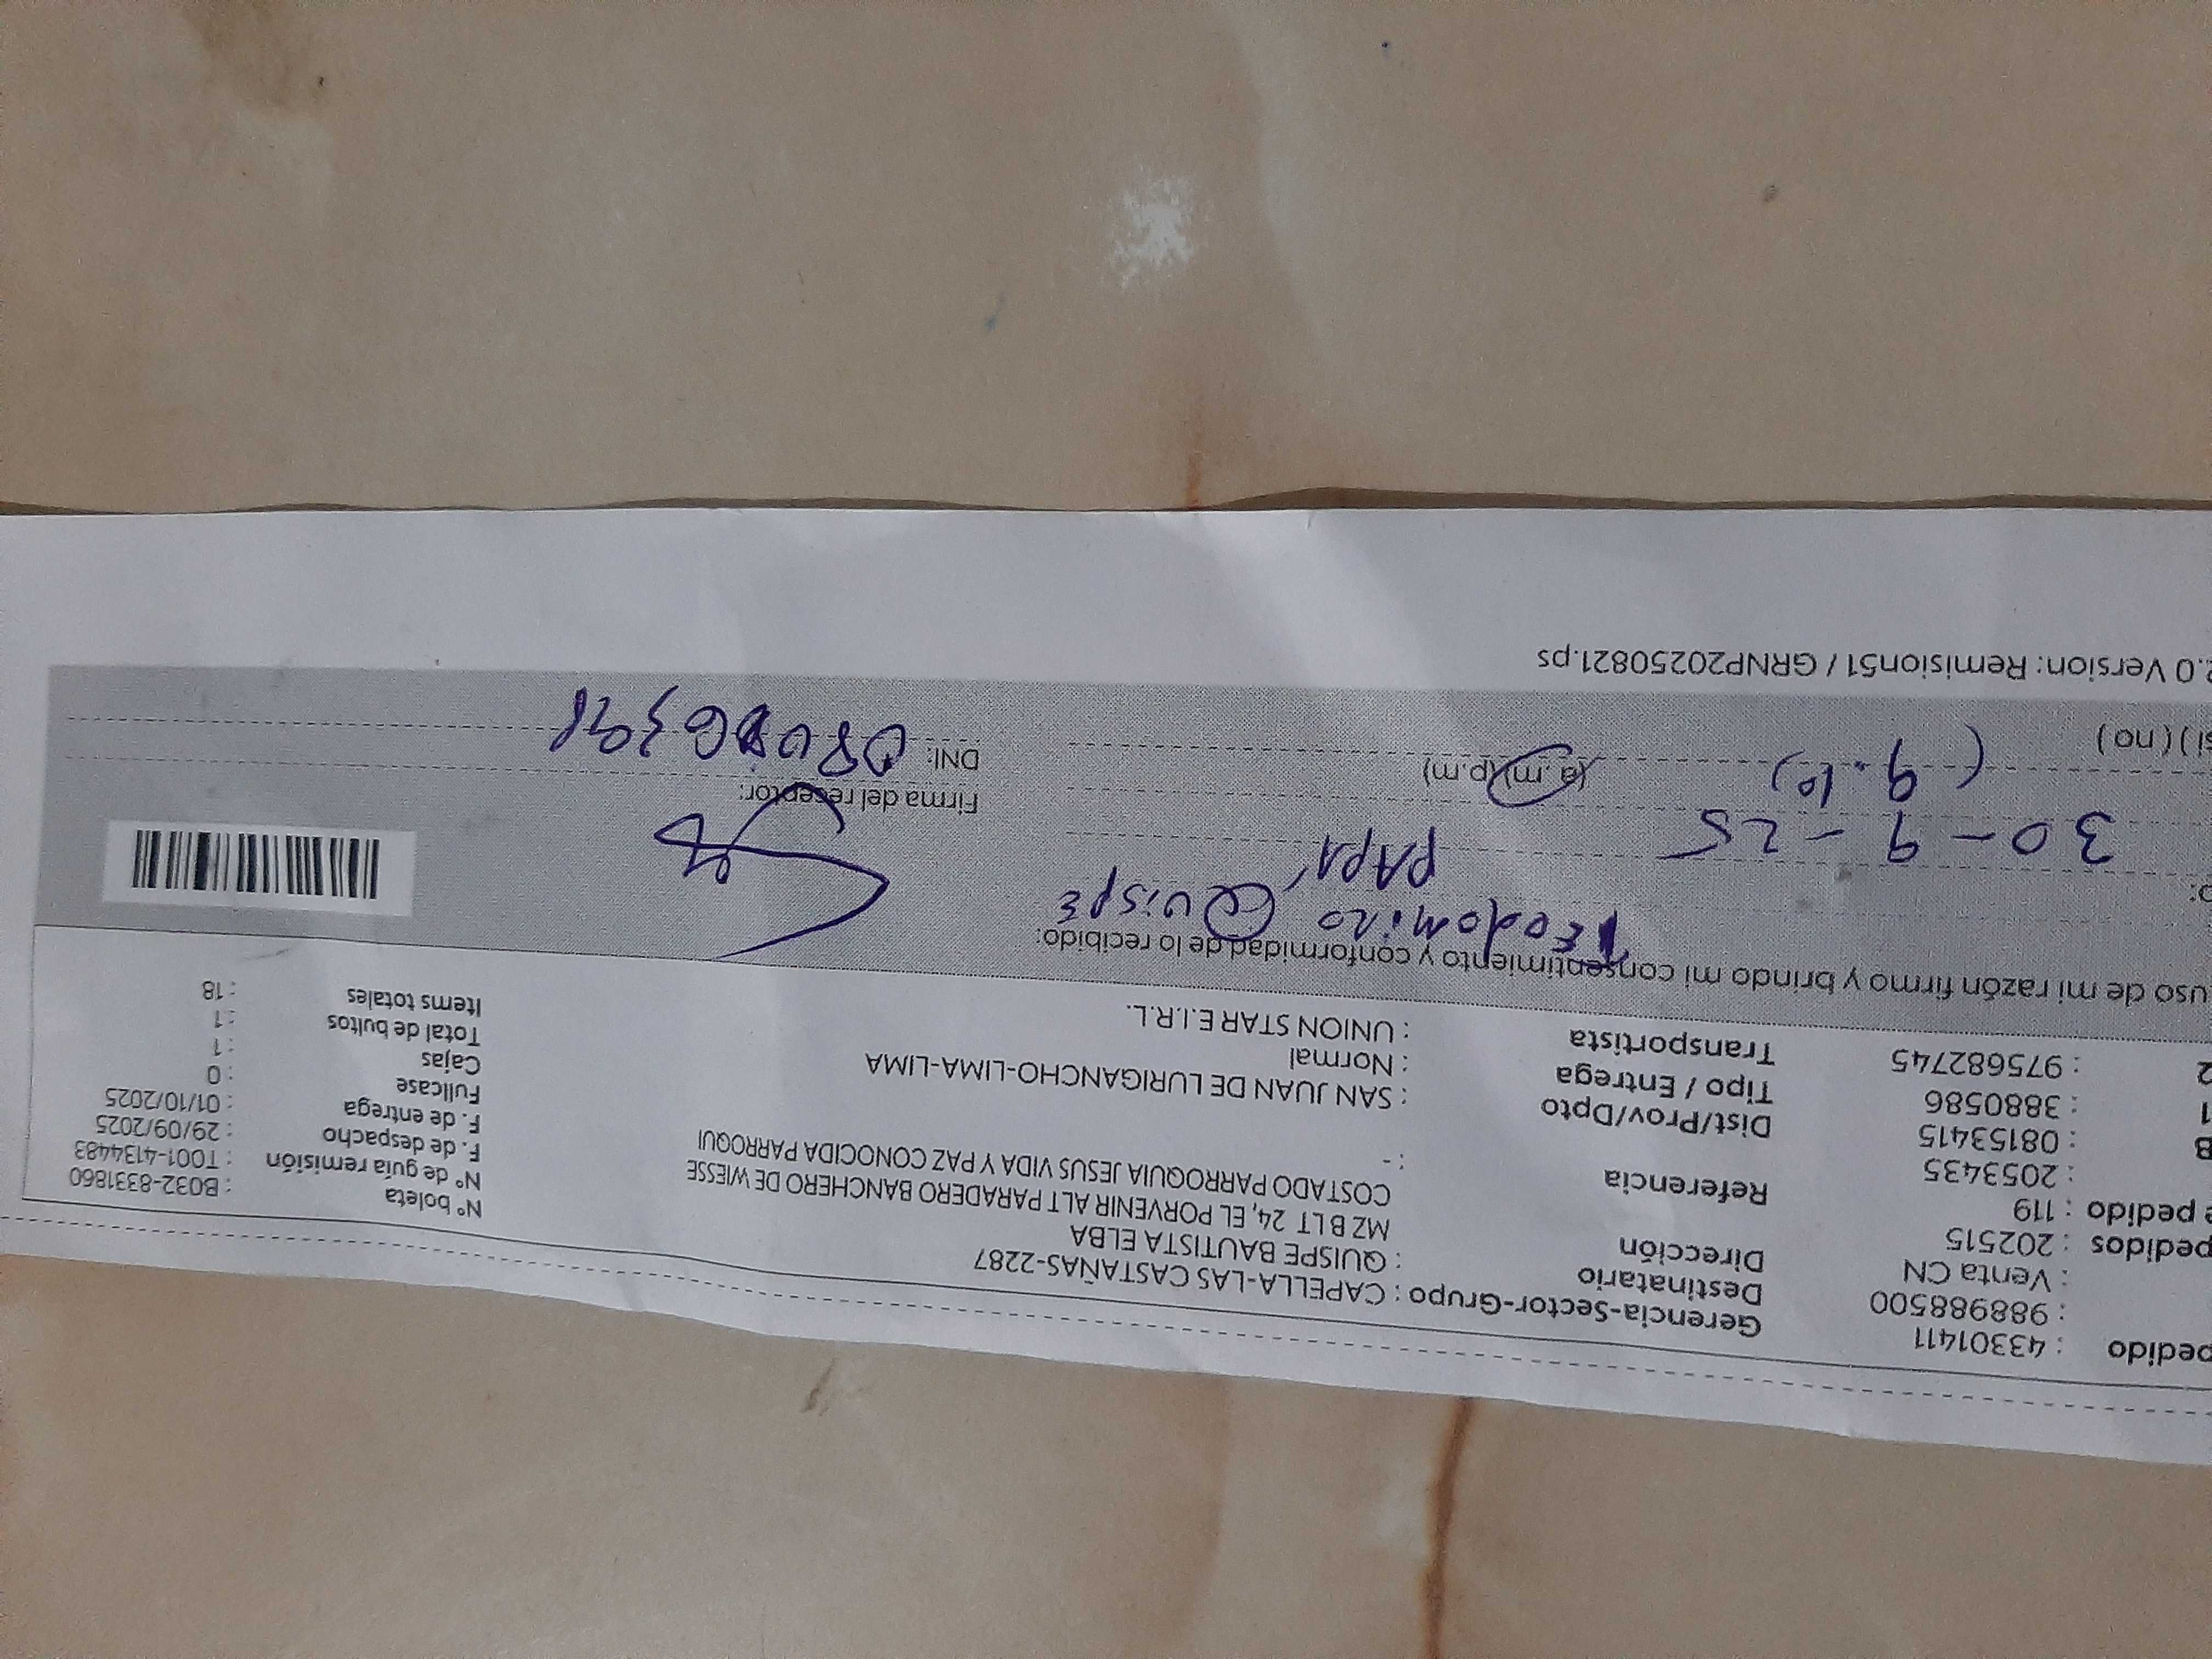 pedido : 43301411
: 988988500
: Venta CN
pedidos : 202515
e pedido : 119
: 2053435
B : 08153415
1 : 3880586
2 : 975682745
Gerencia-Sector-Grupo : CAPELLA-LAS CASTAÑAS-2287
Destinatario : QUISPE BAUTISTA ELBA
Dirección MZ B LT 24, EL PORVENIR ALT PARADERO BANCHERO DE WIESSE
COSTADO PARROQUIA JESUS VIDA Y PAZ CONOCIDA PARROQUI
Referencia : -
Dist/Prov/Dpto : SAN JUAN DE LURIGANCHO-LIMA-LIMA
Tipo / Entrega : Normal
Transportista : UNION STAR E.I.R.L.
N° boleta : B032-8331860
N° de guía remisión : T001-4134483
F. de despacho : 29/09/2025
F. de entrega : 01/10/2025
Fullcase : 0
Cajas : 1
Total de bultos : 1
Items totales : 18
uso de mi razón firmo y brindo mi consentimiento y conformidad de lo recibido:
TEodomiro QuispE
PAPA
30-9-25
(9.10) (a.m) (p.m)
si ) ( no )
Firma del receptor:
DNI:
2.0 Version: Remision51 / GRNP20250821.ps